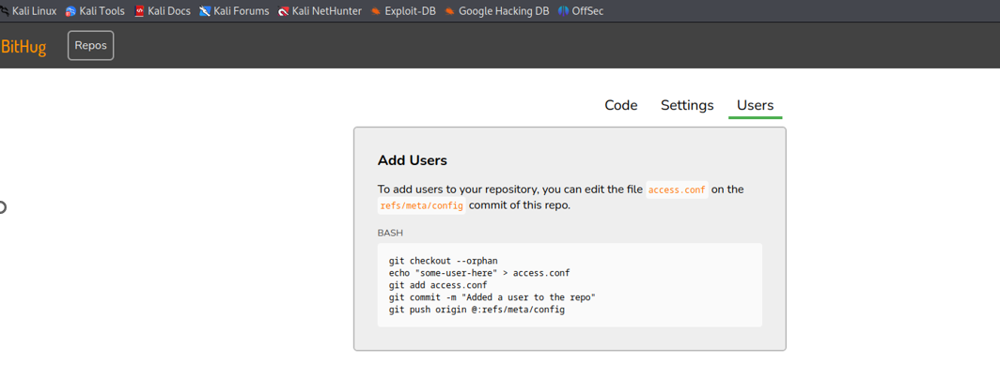 Kali Linux Kali Tools Kali Docs Kali Forums Kali NetHunter Exploit-DB Google Hacking DB OffSec
BitHug Repos
Code Settings Users
Add Users
To add users to your repository, you can edit the file access.conf on the
refs/meta/config commit of this repo.
BASH
git checkout --orphan
echo "some-user-here" > access.conf
git add access.conf
git commit -m "Added a user to the repo"
git push origin @:refs/meta/config